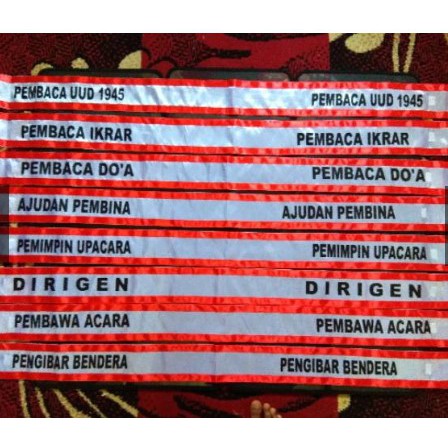 PEMBACA UUD 1945 PEMBACA UUD 1945
PEMBACA IKRAR PEMBACA IKRAR
PEMBACA DO'A PEMBACA DO'A
AJUDAN PEMBINA AJUDAN PEMBINA
PEMIMPIN UPACARA PEMIMPIN UPACARA
DIRIGEN DIRIGEN
PEMBAWA ACARA PEMBAWA ACARA
PENGIBAR BENDERA PENGIBAR BENDERA